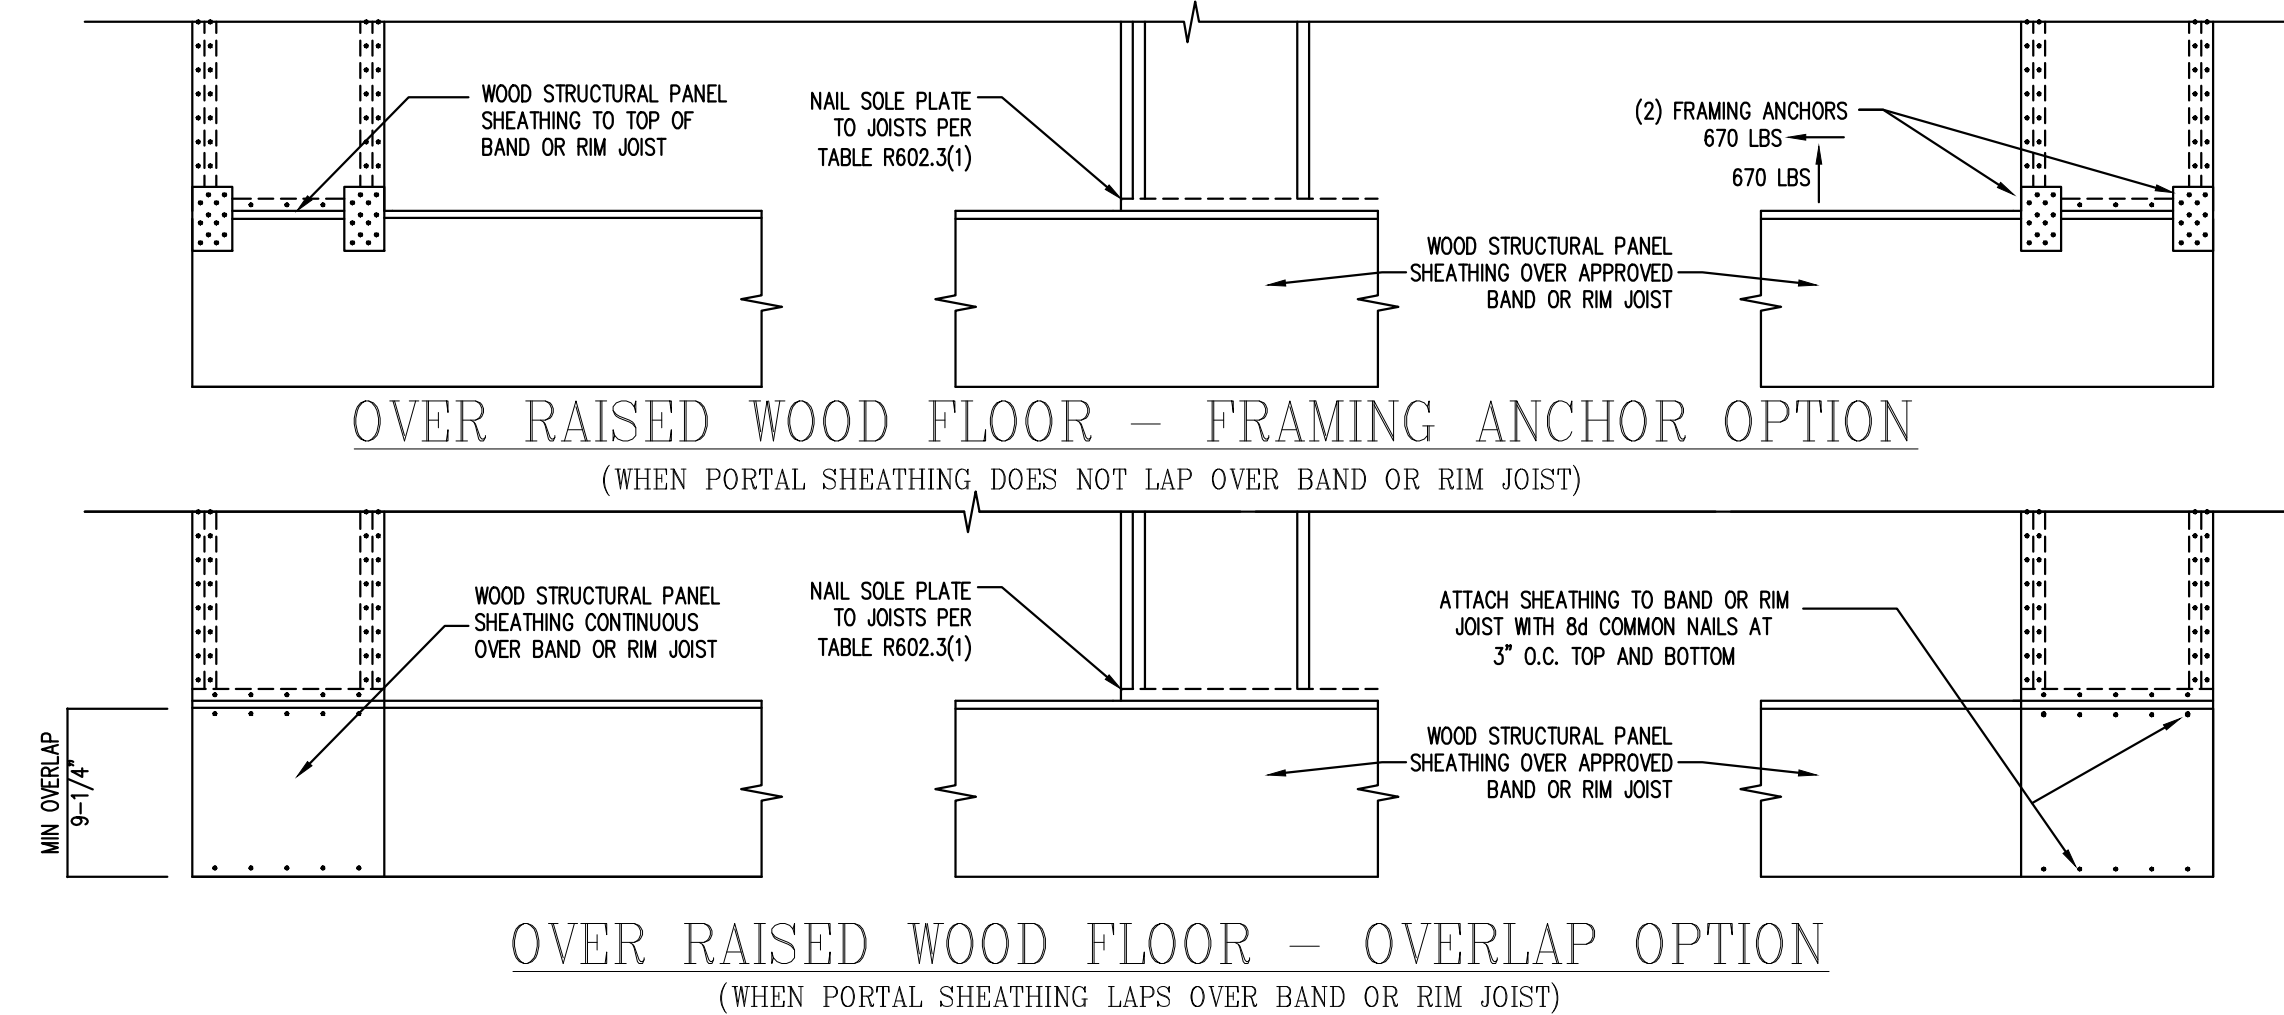 WOOD STRUCTURAL PANEL
SHEATHING TO TOP OF
BAND OR RIM JOIST
NAIL SOLE PLATE
TO JOISTS PER
TABLE R602.3(1)
(2) FRAMING ANCHORS
670 LBS
670 LBS
WOOD STRUCTURAL PANEL
SHEATHING OVER APPROVED
BAND OR RIM JOIST
OVER RAISED WOOD FLOOR – FRAMING ANCHOR OPTION
(WHEN PORTAL SHEATHING DOES NOT LAP OVER BAND OR RIM JOIST)
WOOD STRUCTURAL PANEL
SHEATHING CONTINUOUS
OVER BAND OR RIM JOIST
NAIL SOLE PLATE
TO JOISTS PER
TABLE R602.3(1)
ATTACH SHEATHING TO BAND OR RIM
JOIST WITH 8d COMMON NAILS AT
3" O.C. TOP AND BOTTOM
MIN OVERLAP
9-1/4"
WOOD STRUCTURAL PANEL
SHEATHING OVER APPROVED
BAND OR RIM JOIST
OVER RAISED WOOD FLOOR – OVERLAP OPTION
(WHEN PORTAL SHEATHING LAPS OVER BAND OR RIM JOIST)